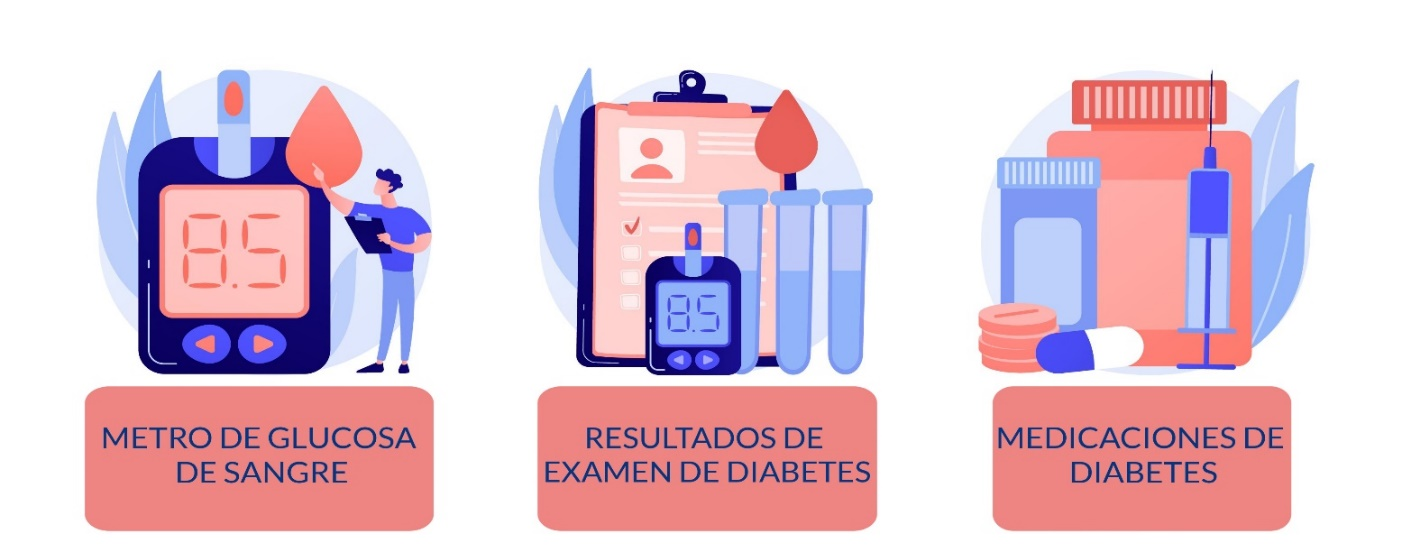 8.5
8.5
METRO DE GLUCOSA
DE SANGRE
RESULTADOS DE
EXAMEN DE DIABETES
MEDICACIONES DE
DIABETES